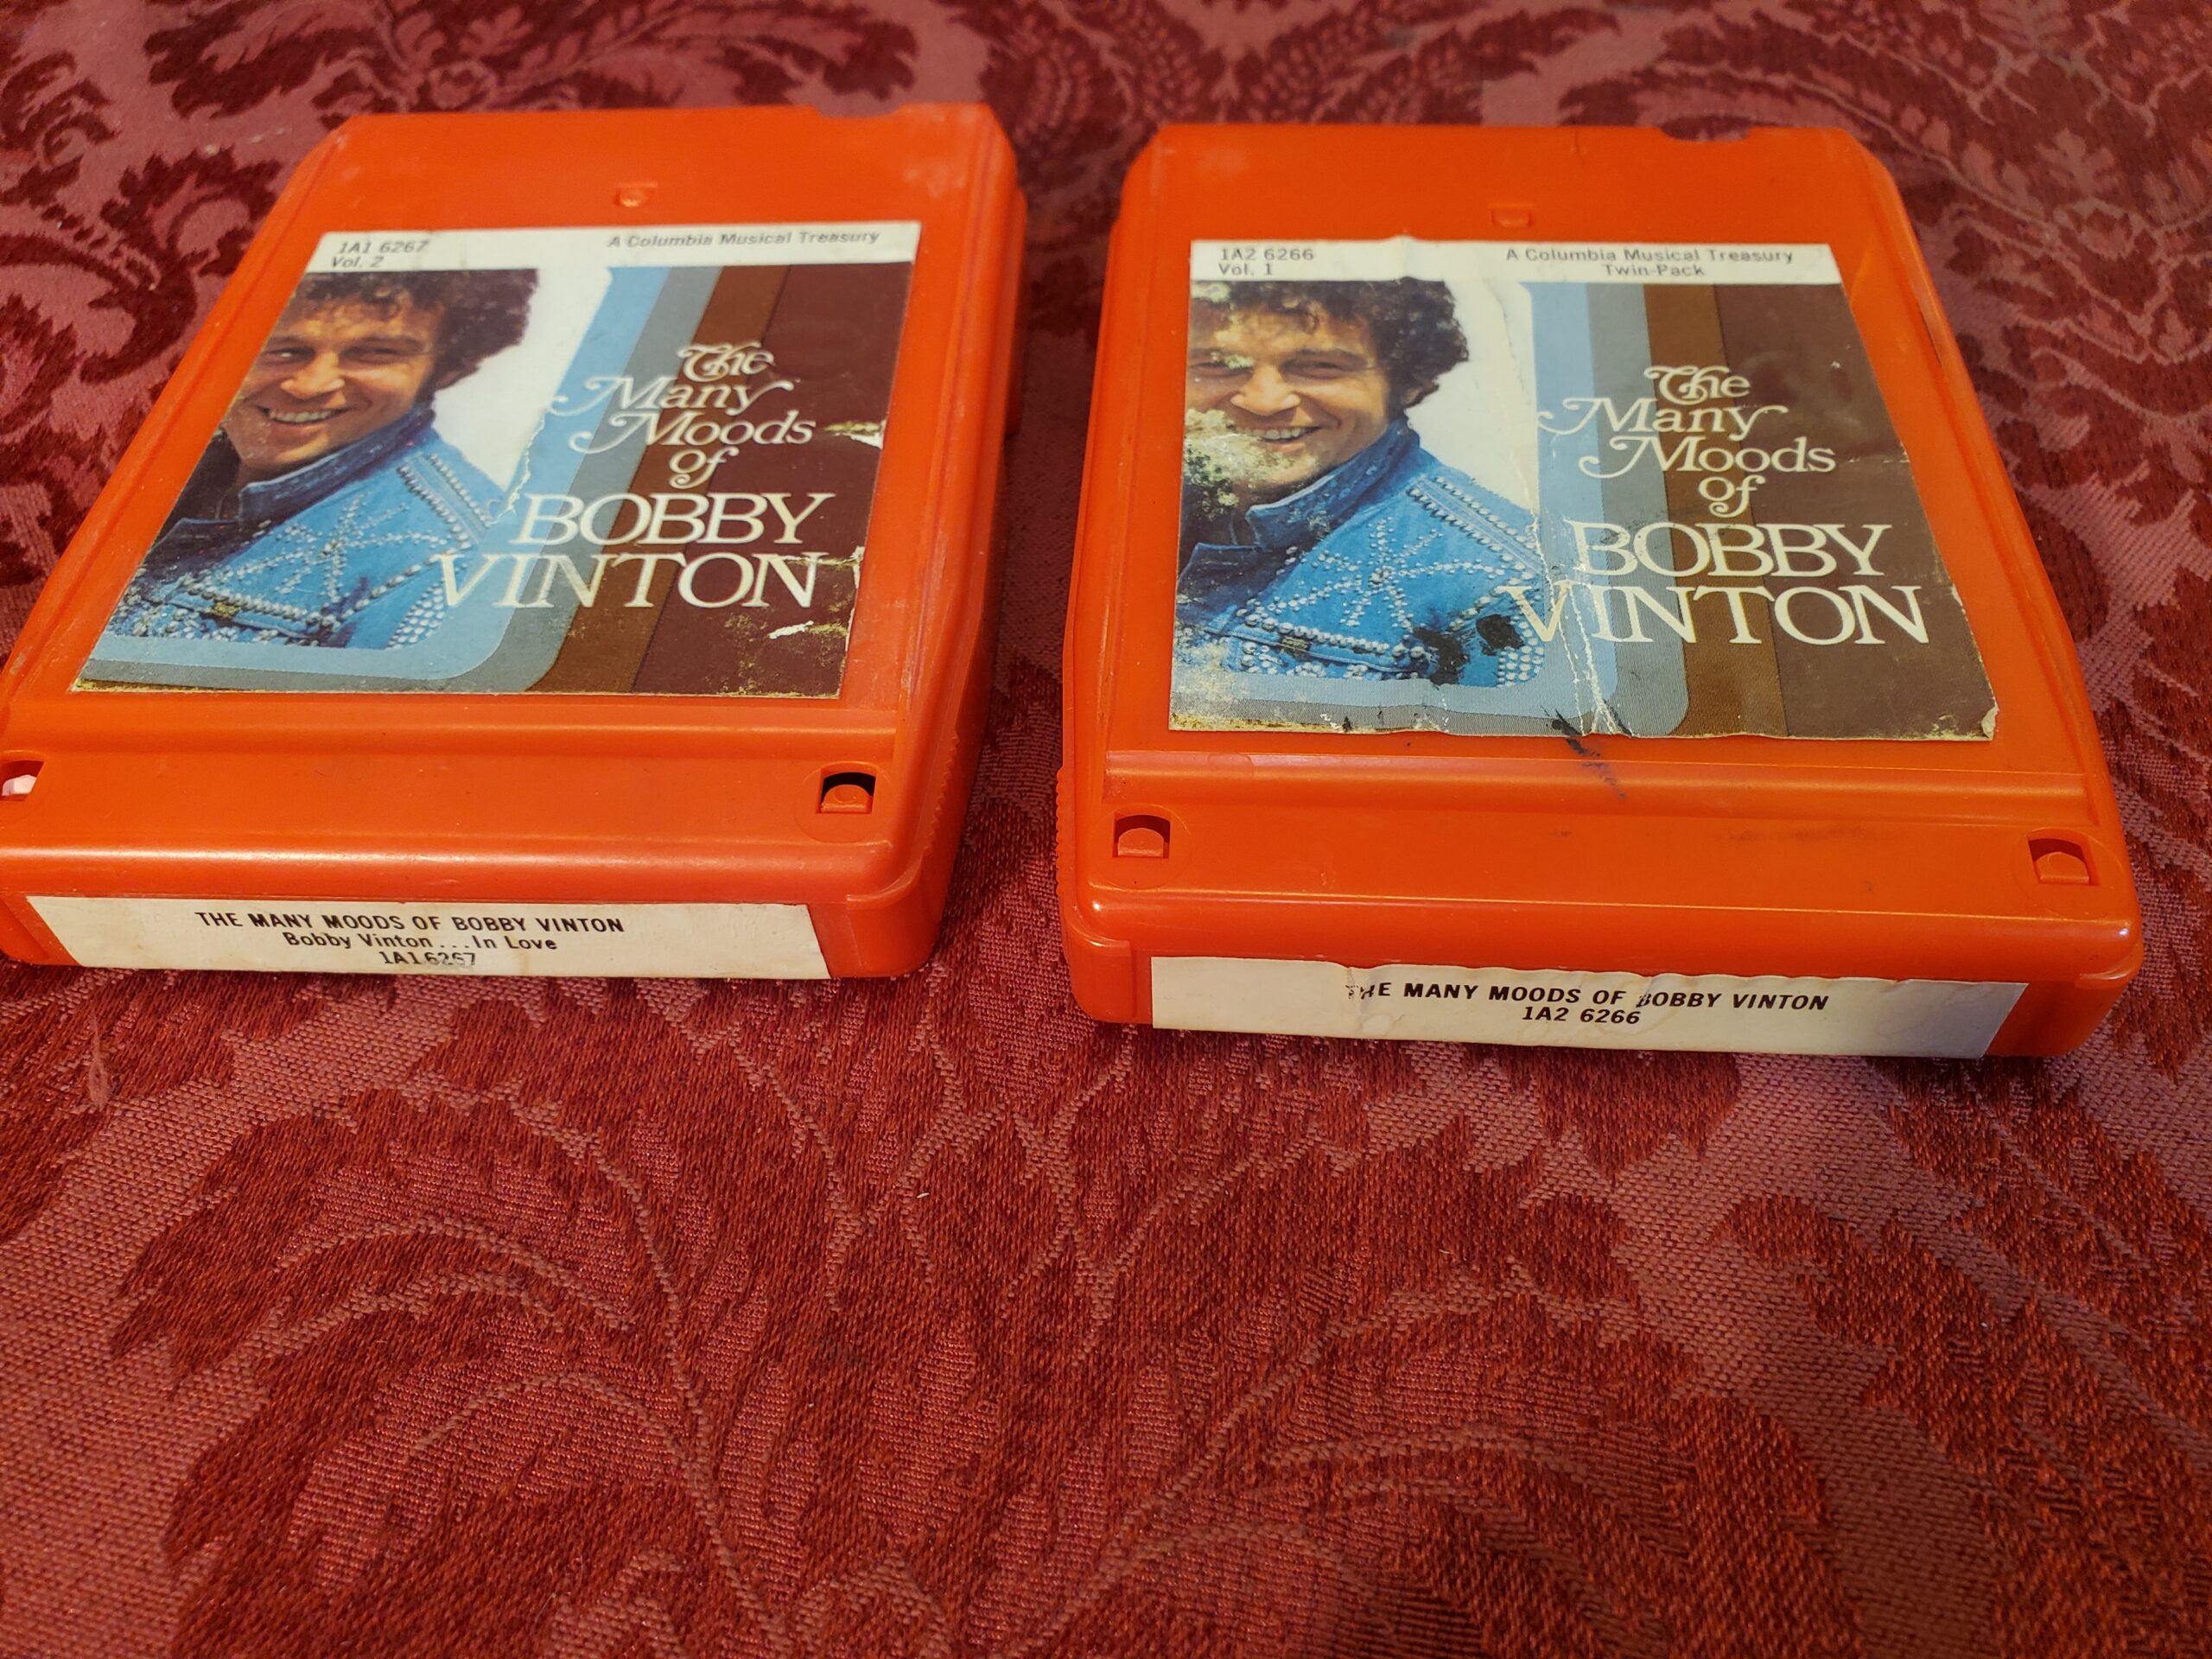 1A1 6267
Vol. 2
A Columbia Musical Treasury
The
Many
Moods
of
BOBBY
VINTON
THE MANY MOODS OF BOBBY VINTON
Bobby Vinton...In Love
1A1 6267
1A2 6266
Vol. 1
A Columbia Musical Treasury
Twin-Pack
The
Many
Moods
of
BOBBY
VINTON
THE MANY MOODS OF BOBBY VINTON
1A2 6266